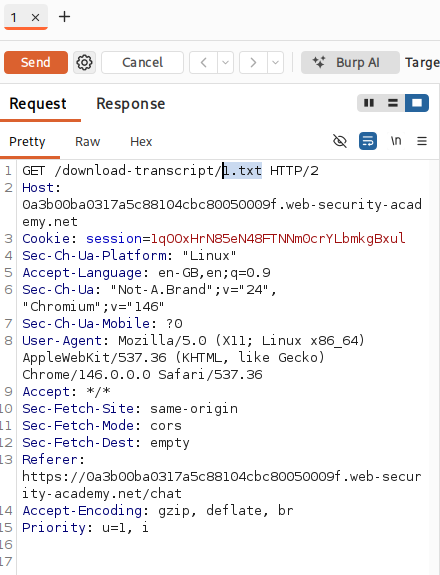 1 × +
Send Cancel < > Burp AI Targe
Request Response
Pretty Raw Hex \n
1 GET /download-transcript/1.txt HTTP/2
2 Host:
0a3b00ba0317a5c88104cbc80050009f.web-security-acad
emy.net
3 Cookie: session=1qOOxHrN85eN48FTNNm0crYLbmkgBxul
4 Sec-Ch-Ua-Platform: "Linux"
5 Accept-Language: en-GB,en;q=0.9
6 Sec-Ch-Ua: "Not-A.Brand";v="24",
"Chromium";v="146"
7 Sec-Ch-Ua-Mobile: ?0
8 User-Agent: Mozilla/5.0 (X11; Linux x86_64)
AppleWebKit/537.36 (KHTML, like Gecko)
Chrome/146.0.0.0 Safari/537.36
9 Accept: */*
10 Sec-Fetch-Site: same-origin
11 Sec-Fetch-Mode: cors
12 Sec-Fetch-Dest: empty
13 Referer:
https://0a3b00ba0317a5c88104cbc80050009f.web-secur
ity-academy.net/chat
14 Accept-Encoding: gzip, deflate, br
15 Priority: u=1, i
16
17